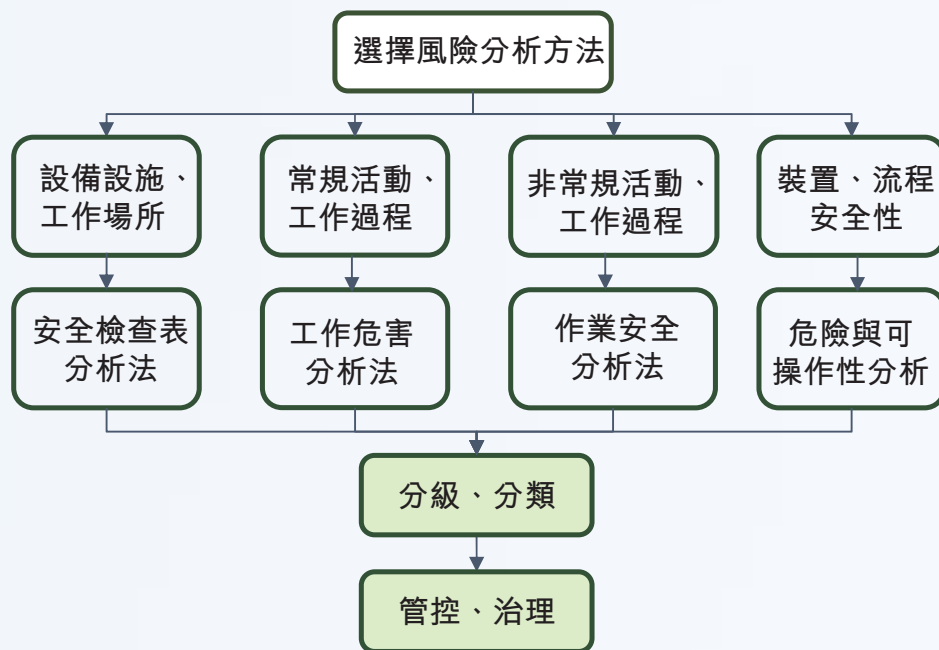 選擇風險分析方法
設備設施、
工作場所
常規活動、
工作過程
非常規活動、
工作過程
裝置、流程
安全性
安全檢查表
分析法
工作危害
分析法
作業安全
分析法
危險與可
操作性分析
分級、分類
管控、治理